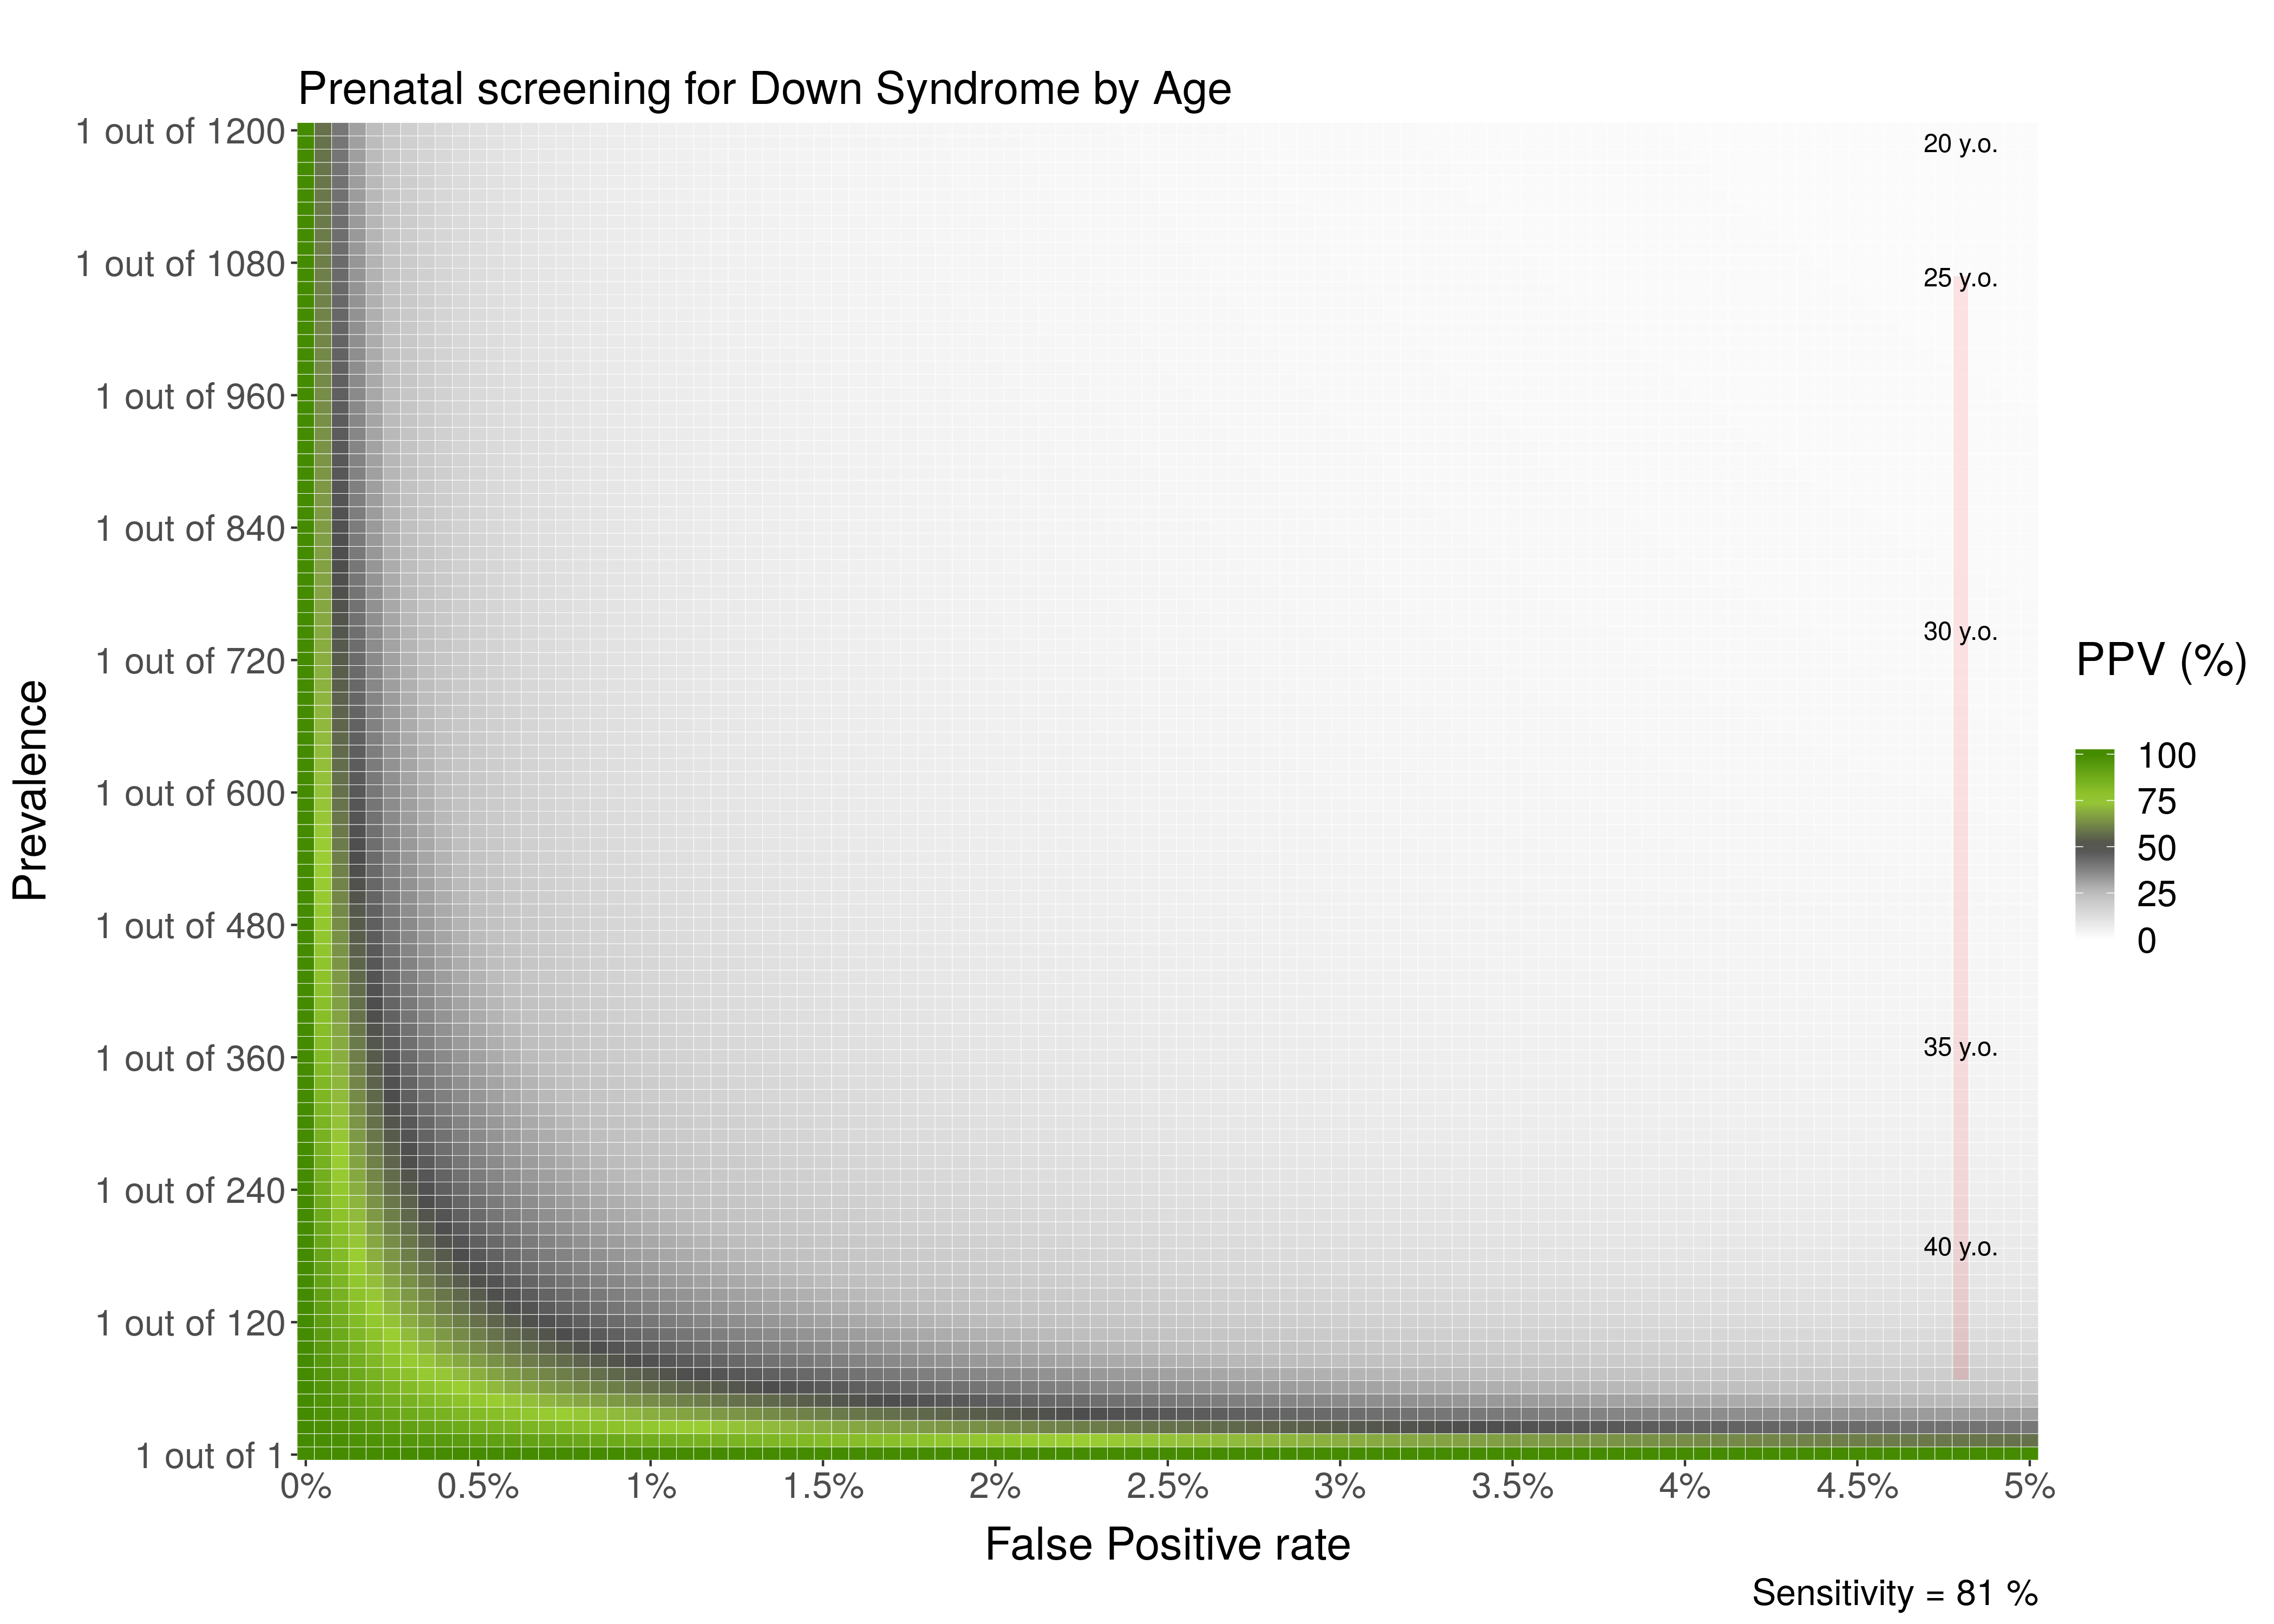 Prenatal screening for Down Syndrome by Age
1 out of 1200
1 out of 1080
1 out of 960
1 out of 840
1 out of 720
1 out of 600
1 out of 480
1 out of 360
1 out of 240
1 out of 120
1 out of 1
Prevalence
20 y.o.
25 y.o.
30 y.o.
35 y.o.
40 y.o.
PPV (%)
100
75
50
25
0
0% 0.5% 1% 1.5% 2% 2.5% 3% 3.5% 4% 4.5% 5%
False Positive rate
Sensitivity = 81 %